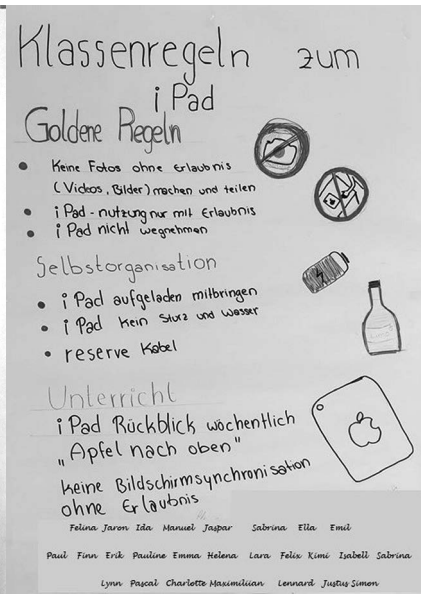 Klassenregeln zum
iPad
Goldene Regeln
• Keine Fotos ohne Erlaubnis
(Videos, Bilder) machen und teilen
• iPad-nutzung nur mit Erlaubnis
• iPad nicht wegnehmen
Selbstorganisation
• iPad aufgeladen mitbringen
• iPad kein Sturz und Wasser
• reserve Kabel
Unterricht
iPad Rückblick wöchentlich
„Apfel nach oben"
keine Bildschirmsynchronisation
ohne Erlaubnis
Felina Jaron Ida Manuel Jaspar Sabrina Ella Emil
Paul Finn Erik Pauline Emma Helena Lara Felix Kimi Isabell Sabrina
Lynn Pascal Charlotte Maximiliian Lennard Justus Simon